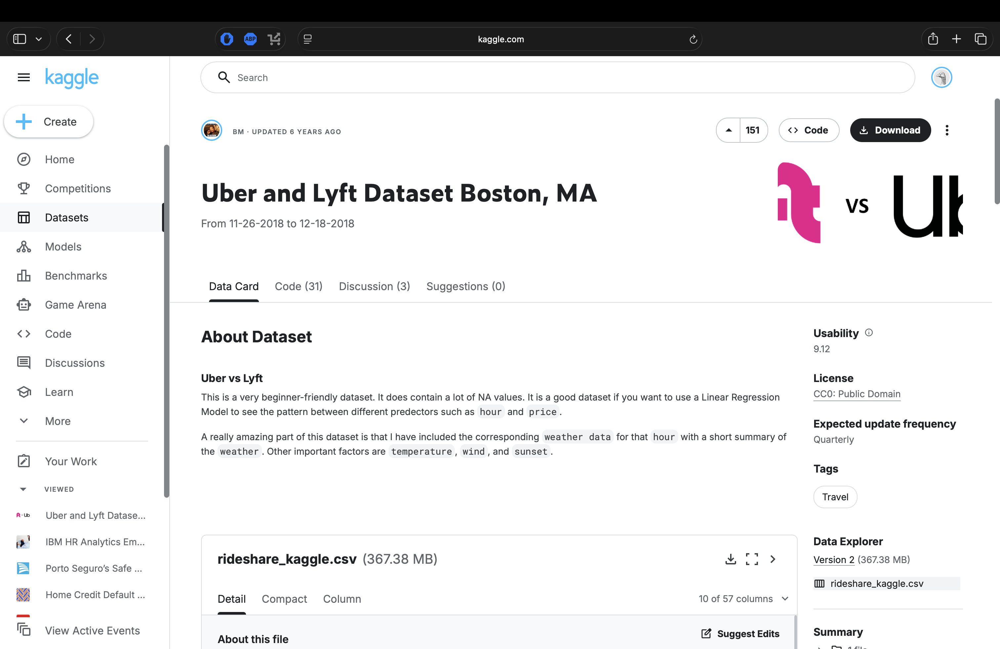 ABP
kaggle.com
kaggle
Search
Create
Home
Competitions
Datasets
Models
Benchmarks
Game Arena
Code
Discussions
Learn
More
Your Work
VIEWED
Uber and Lyft Datase...
IBM HR Analytics Em...
Porto Seguro's Safe ...
Home Credit Default ...
View Active Events
BM · UPDATED 6 YEARS AGO
151
Code
Download
Uber and Lyft Dataset Boston, MA
From 11-26-2018 to 12-18-2018
vs
Ub
Data Card
Code (31)
Discussion (3)
Suggestions (0)
About Dataset
Uber vs Lyft
This is a very beginner-friendly dataset. It does contain a lot of NA values. It is a good dataset if you want to use a Linear Regression
Model to see the pattern between different predectors such as hour and price.
A really amazing part of this dataset is that I have included the corresponding weather data for that hour with a short summary of
the weather. Other important factors are temperature, wind, and sunset.
Usability
9.12
License
CC0: Public Domain
Expected update frequency
Quarterly
Tags
Travel
rideshare_kaggle.csv (367.38 MB)
Detail
Compact
Column
10 of 57 columns
About this file
Suggest Edits
Data Explorer
Version 2 (367.38 MB)
rideshare_kaggle.csv
Summary
1 file